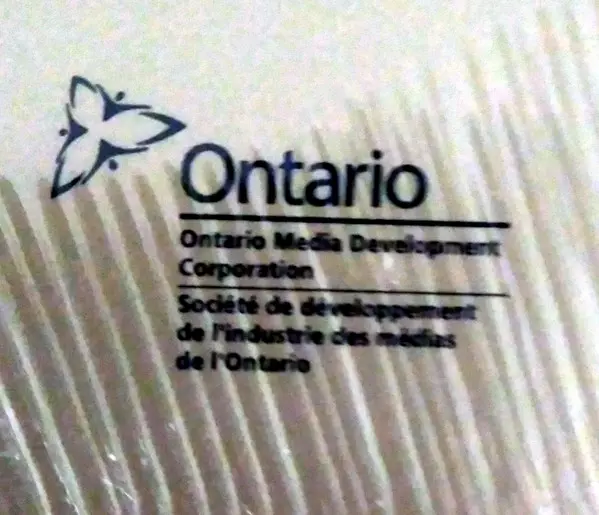 Ontario
Ontario Media Development
Corporation
Société de développement
de l'industrie des médias
de l'Ontario